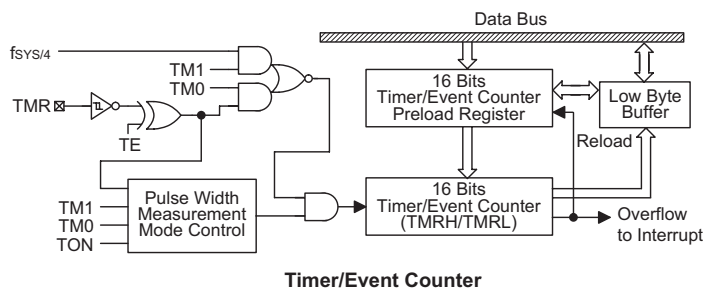 Data Bus
fSYS/4
TM1
TM0
TMR
TE
16 Bits
Timer/Event Counter
Preload Register
Low Byte
Buffer
Reload
TM1
TM0
TON
Pulse Width
Measurement
Mode Control
16 Bits
Timer/Event Counter
(TMRH/TMRL)
Overflow
to Interrupt
Timer/Event Counter